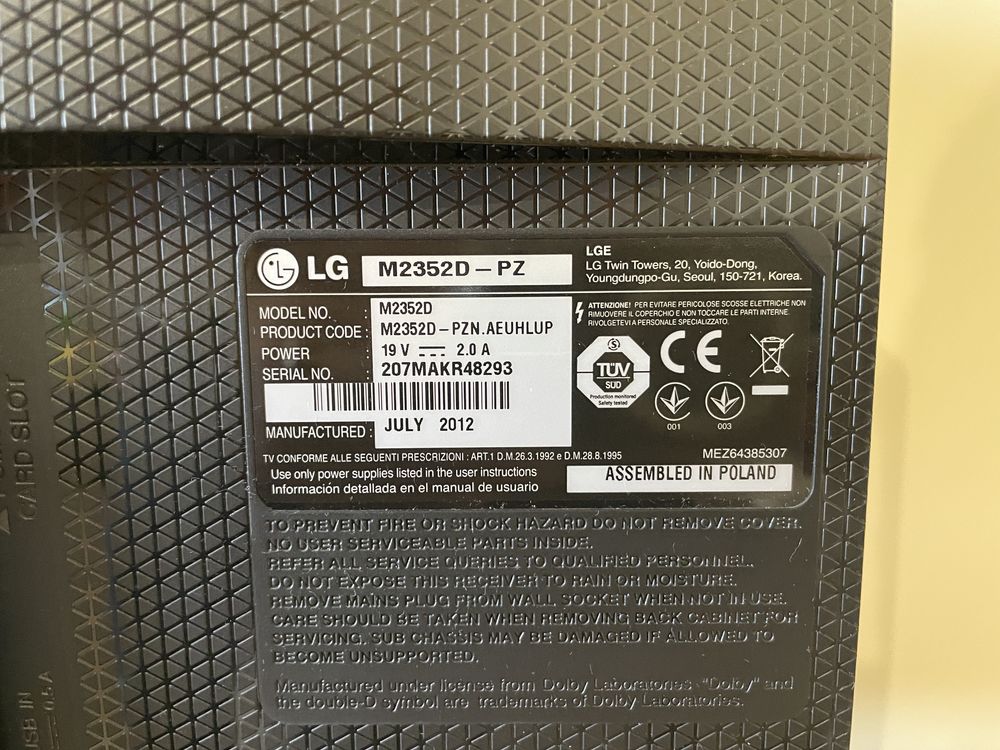 LG
M2352D – PZ
LGE
LG Twin Towers, 20, Yoido-Dong,
Youngdungpo-Gu, Seoul, 150-721, Korea.
MODEL NO. : M2352D
PRODUCT CODE : M2352D – PZN.AEUHLUP
POWER : 19 V 2.0 A
SERIAL NO. : 207MAKR48293
MANUFACTURED : JULY 2012
ATTENZIONE! PER EVITARE PERICOLOSE SCOSSE ELETTRICHE NON
RIMUOVERE IL COPERCHIO E NON TOCCARE LE PARTI INTERNE.
RIVOLGETEVI A PERSONALE SPECIALIZZATO.
TÜV
SÜD
Production monitored
Safety tested
CE
001
003
TV CONFORME ALLE SEGUENTI PRESCRIZIONI : ART.1 D.M.26.3.1992 e D.M.28.8.1995
MEZ64385307
Use only power supplies listed in the user instructions
Información detallada en el manual de usuario
ASSEMBLED IN POLAND
TO PREVENT FIRE OR SHOCK HAZARD DO NOT REMOVE COVER.
NO USER SERVICEABLE PARTS INSIDE.
REFER ALL SERVICE QUERIES TO QUALIFIED PERSONNEL.
DO NOT EXPOSE THIS RECEIVER TO RAIN OR MOISTURE.
REMOVE MAINS PLUG FROM WALL SOCKET WHEN NOT IN USE.
CARE SHOULD BE TAKEN WHEN REMOVING BACK CABINET FOR
SERVICING. SUB CHASSIS MAY BE DAMAGED IF ALLOWED TO
BECOME UNSUPPORTED.
Manufactured under license from Dolby Laboratories. "Dolby" and
the double-D symbol are trademarks of Dolby Laboratories.
CARD SLOT
USB IN
0.5A